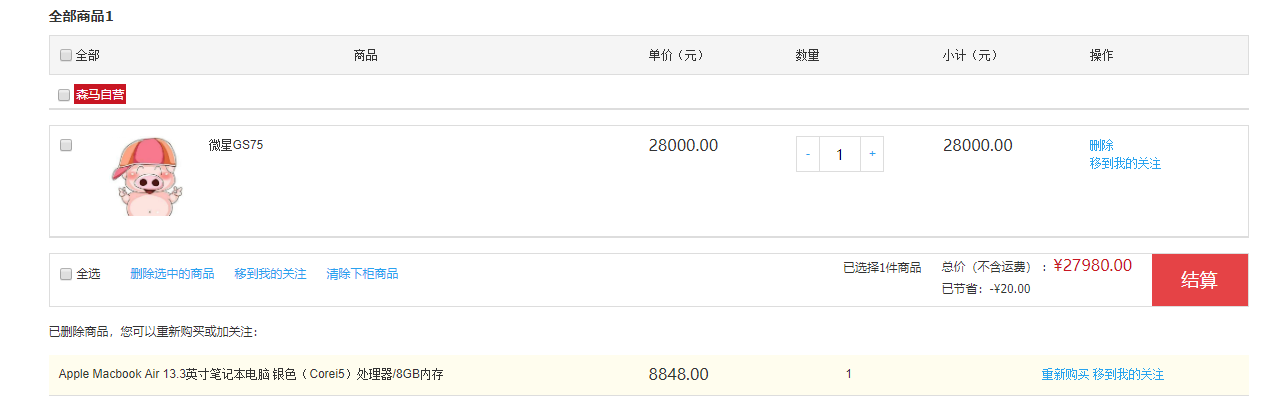 全部商品1
全部 商品 单价（元） 数量 小计（元） 操作
森马自营
微星GS75 28000.00 - 1 + 28000.00 删除
移到我的关注
全选 删除选中的商品 移到我的关注 清除下柜商品 已选择1件商品 总价（不含运费）：¥27980.00 结算
已节省：-¥20.00
已删除商品，您可以重新购买或加关注：
Apple Macbook Air 13.3英寸笔记本电脑 银色（Corei5）处理器/8GB内存 8848.00 1 重新购买 移到我的关注